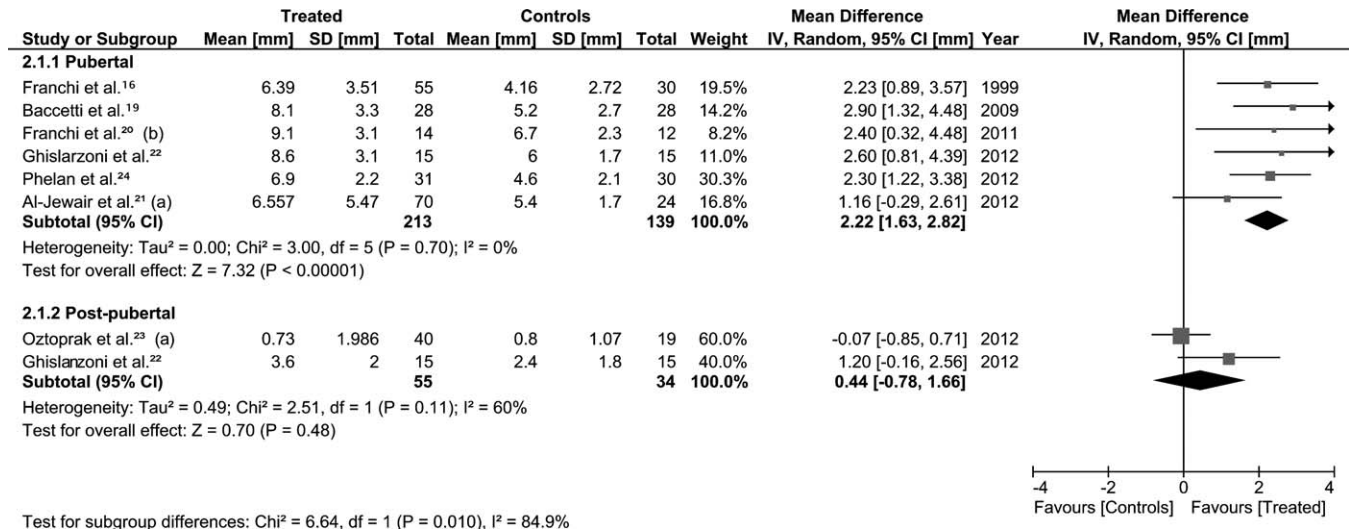 Treated Controls Mean Difference Mean Difference
Study or Subgroup Mean [mm] SD [mm] Total Mean [mm] SD [mm] Total Weight IV, Random, 95% CI [mm] Year IV, Random, 95% CI [mm]
2.1.1 Pubertal
Franchi et al.¹⁶ 6.39 3.51 55 4.16 2.72 30 19.5% 2.23 [0.89, 3.57] 1999
Baccetti et al.¹⁹ 8.1 3.3 28 5.2 2.7 28 14.2% 2.90 [1.32, 4.48] 2009
Franchi et al.²⁰ (b) 9.1 3.1 14 6.7 2.3 12 8.2% 2.40 [0.32, 4.48] 2011
Ghislarzoni et al.²² 8.6 3.1 15 6 1.7 15 11.0% 2.60 [0.81, 4.39] 2012
Phelan et al.²⁴ 6.9 2.2 31 4.6 2.1 30 30.3% 2.30 [1.22, 3.38] 2012
Al-Jewair et al.²¹ (a) 6.557 5.47 70 5.4 1.7 24 16.8% 1.16 [-0.29, 2.61] 2012
Subtotal (95% CI) 213 139 100.0% 2.22 [1.63, 2.82]
Heterogeneity: Tau² = 0.00; Chi² = 3.00, df = 5 (P = 0.70); I² = 0%
Test for overall effect: Z = 7.32 (P < 0.00001)
2.1.2 Post-pubertal
Oztoprak et al.²³ (a) 0.73 1.986 40 0.8 1.07 19 60.0% -0.07 [-0.85, 0.71] 2012
Ghislanzoni et al.²² 3.6 2 15 2.4 1.8 15 40.0% 1.20 [-0.16, 2.56] 2012
Subtotal (95% CI) 55 34 100.0% 0.44 [-0.78, 1.66]
Heterogeneity: Tau² = 0.49; Chi² = 2.51, df = 1 (P = 0.11); I² = 60%
Test for overall effect: Z = 0.70 (P = 0.48)
-4 -2 0 2 4
Favours [Controls] Favours [Treated]
Test for subgroup differences: Chi² = 6.64, df = 1 (P = 0.010), I² = 84.9%